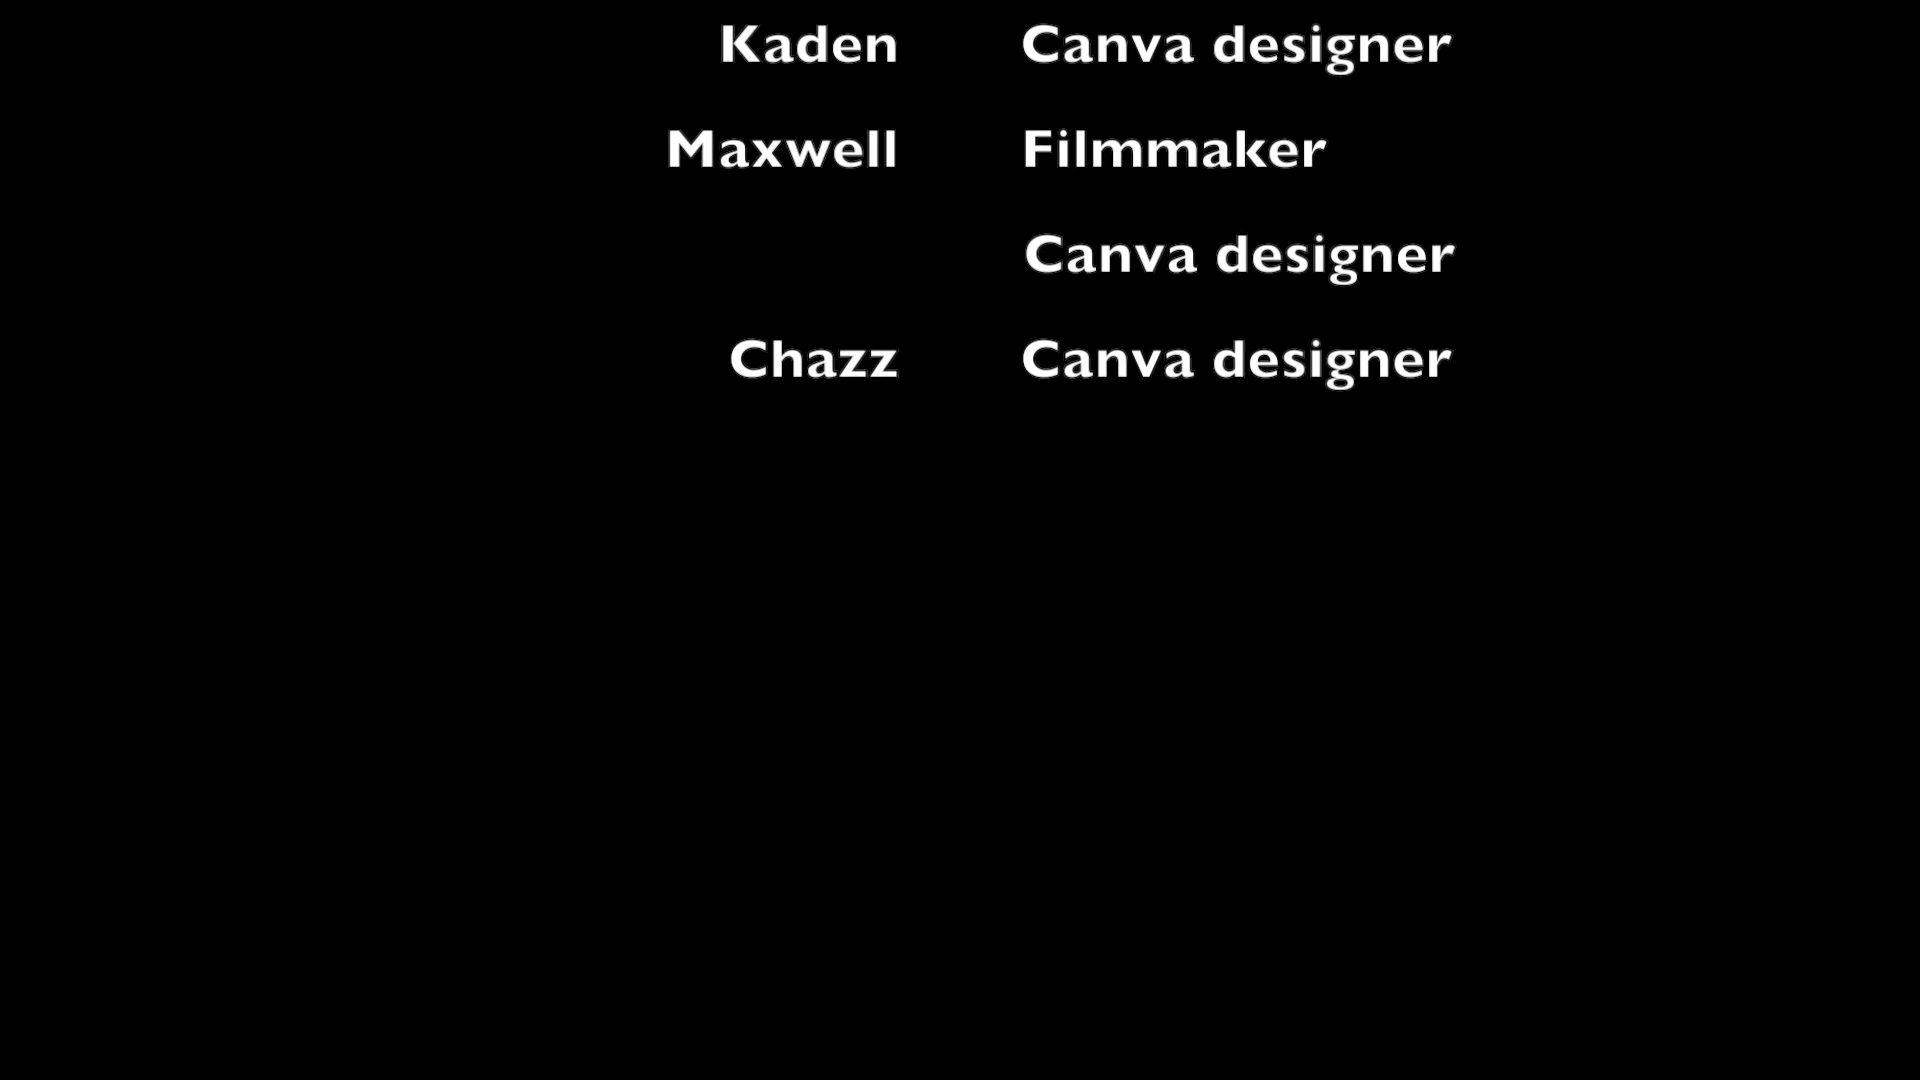 Kaden Canva designer
Maxwell Filmmaker
Canva designer
Chazz Canva designer